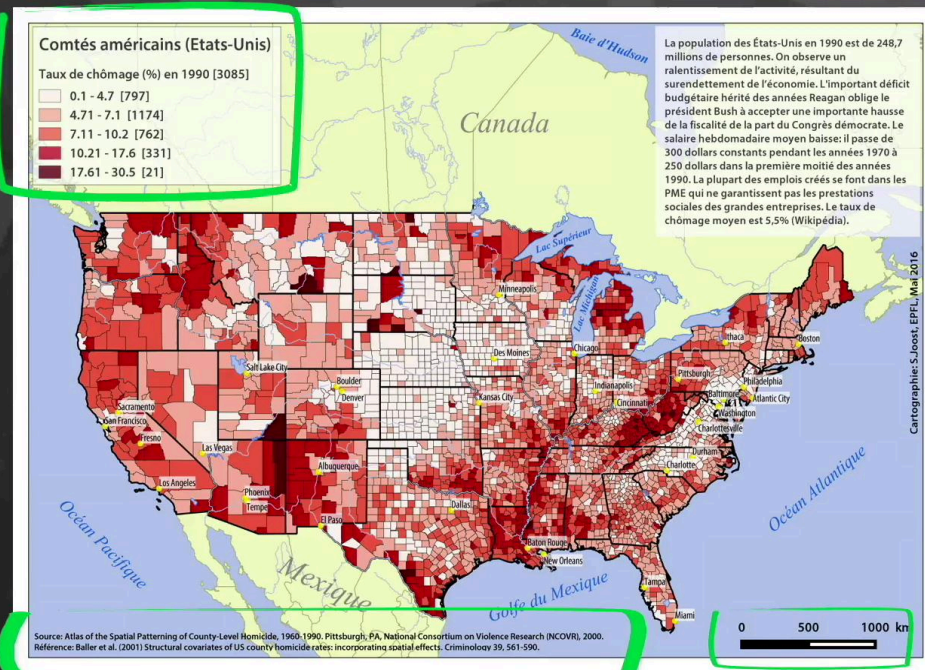 Comtés américains (Etats-Unis)
Taux de chômage (%) en 1990 [3085]
0.1 - 4.7 [797]
4.71 - 7.1 [1174]
7.11 - 10.2 [762]
10.21 - 17.6 [331]
17.61 - 30.5 [21]
La population des États-Unis en 1990 est de 248,7
millions de personnes. On observe un
ralentissement de l'activité, résultant du
surendettement de l'économie. L'important déficit
budgétaire hérité des années Reagan oblige le
président Bush à accepter une importante hausse
de la fiscalité de la part du Congrès démocrate. Le
salaire hebdomadaire moyen baisse: il passe de
300 dollars constants pendant les années 1970 à
250 dollars dans la première moitié des années
1990. La plupart des emplois créés se font dans les
PME qui ne garantissent pas les prestations
sociales des grandes entreprises. Le taux de
chômage moyen est 5,5% (Wikipédia).
Baie d'Hudson
Canada
Lac Supérieur
Lac Michigan
Minneapolis
Ithaca
Boston
Chicago
Des Moines
Salt Lake City
Pittsburgh
Philadelphia
Boulder
Denver
Indianapolis
Baltimore
Atlantic City
Kansas City
Cincinnati
Washington
Sacramento
San Francisco
Charlottesville
Fresno
Las Vegas
Durham
Charlotte
Albuquerque
Los Angeles
Phoenix
Tempe
Dallas
El Paso
Baton Rouge
New Orleans
Tampa
Miami
Océan Pacifique
Océan Atlantique
Mexique
Golfe du Mexique
Cartographie: S.Joost, EPFL, Mai 2016
Source: Atlas of the Spatial Patterning of County-Level Homicide, 1960-1990. Pittsburgh, PA, National Consortium on Violence Research (NCOVR), 2000.
Référence: Baller et al. (2001) Structural covariates of US county homicide rates: incorporating spatial effects. Criminology 39, 561-590.
0 500 1000 km